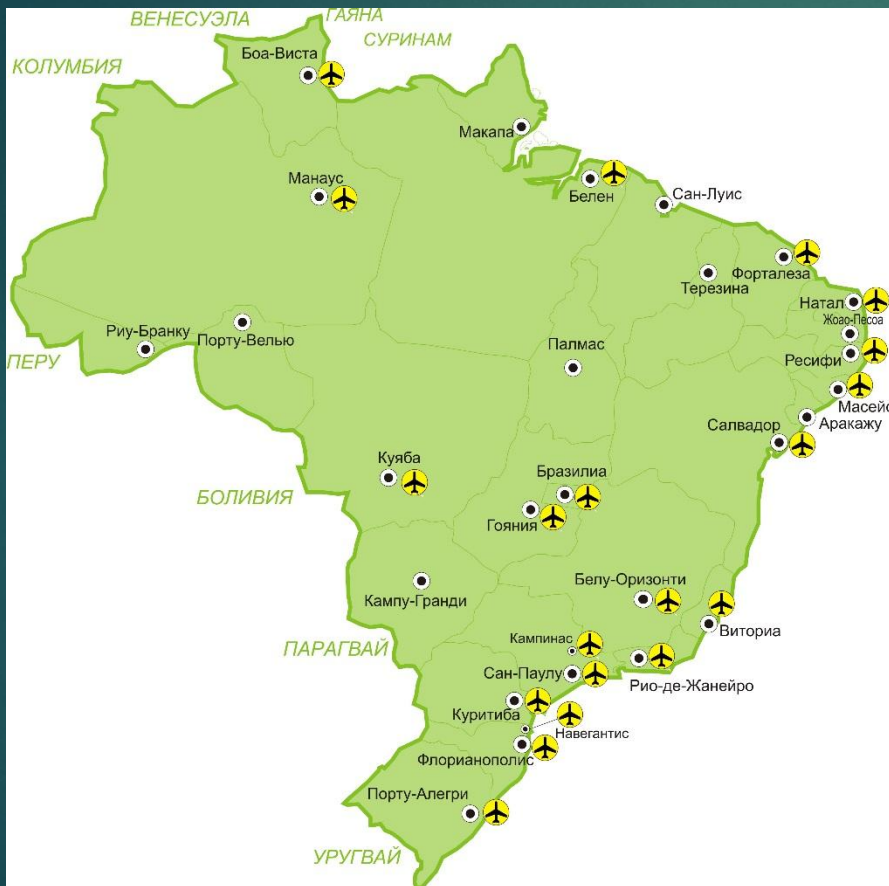 ВЕНЕСУЭЛА
ГАЯНА
СУРИНАМ
КОЛУМБИЯ
Боа-Виста
Макапа
Манаус
Белен
Сан-Луис
Терезина
Форталеза
Натал
Жоао-Песоа
Риу-Бранку
Порту-Велью
Палмас
Ресифи
ПЕРУ
Масейо
Аракажу
Салвадор
Куяба
Бразилиа
БОЛИВИЯ
Гояния
Белу-Оризонти
Кампу-Гранди
Виториа
Кампинас
ПАРАГВАЙ
Сан-Паулу
Рио-де-Жанейро
Куритиба
Навегантис
Флорианополис
Порту-Алегри
УРУГВАЙ